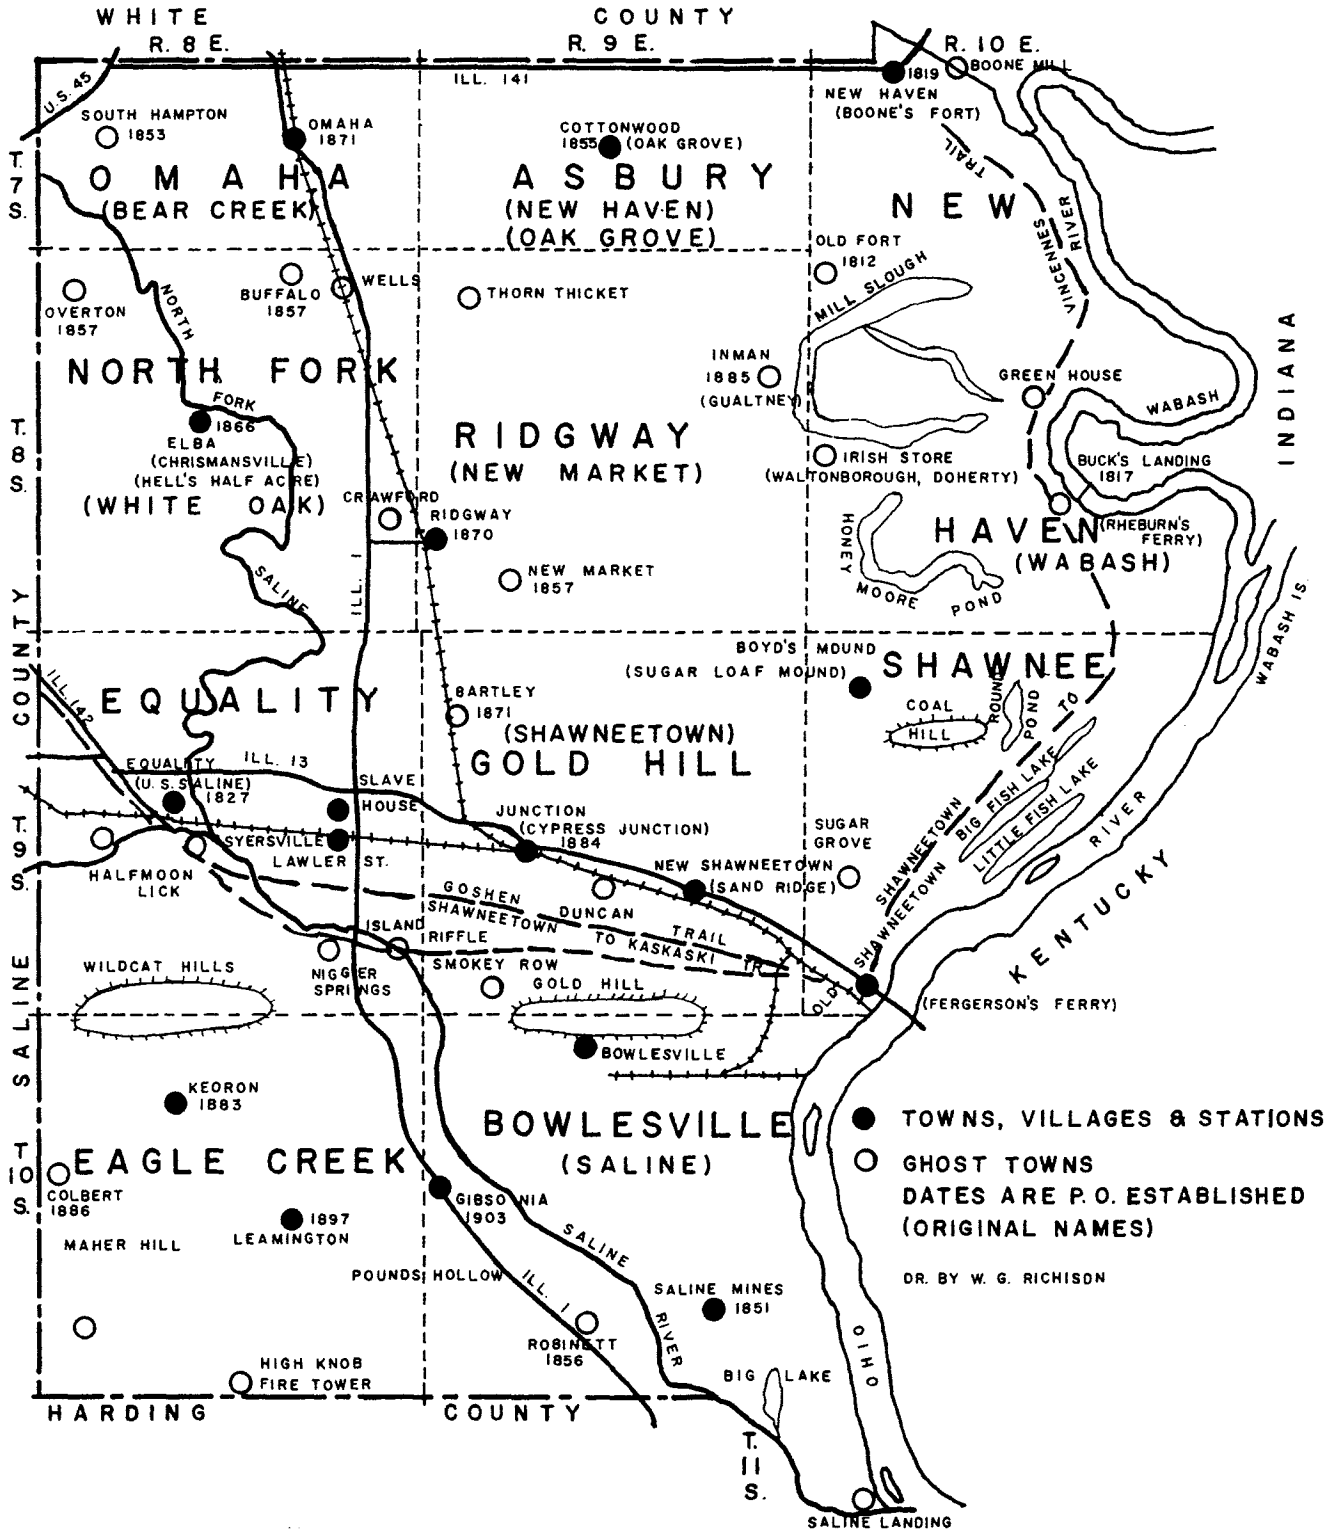 WHITE COUNTY
R. 8 E. R. 9 E. R. 10 E.
U.S. 45
ILL. 141
1819
BOONE MILL
NEW HAVEN
(BOONE'S FORT)
SOUTH HAMPTON
1853
OMAHA
1871
COTTONWOOD
1855 (OAK GROVE)
TRAIL
T.
7
S.
OMAHA
(BEAR CREEK)
ASBURY
(NEW HAVEN)
(OAK GROVE)
NEW
VINCENNES
RIVER
OLD FORT
1812
MILL SLOUGH
OVERTON
1857
NORTH
BUFFALO
1857
WELLS
THORN THICKET
INDIANA
NORTH FORK
INMAN
1885
(GUALTNEY)
GREEN HOUSE
WABASH
FORK
1866
ELBA
(CHRISMANSVILLE)
(HELL'S HALF ACRE)
(WHITE OAK)
T.
8
S.
RIDGWAY
(NEW MARKET)
IRISH STORE
(WALTONBOROUGH, DOHERTY)
BUCK'S LANDING
1817
CRAWFORD
RIDGWAY
1870
HAVEN
(WABASH)
(RHEBURN'S
FERRY)
HONEY
MOORE POND
NEW MARKET
1857
SALINE
ILL. 1
WABASH IS.
COUNTY
BOYD'S MOUND
(SUGAR LOAF MOUND)
SHAWNEE
ILL. 142
EQUALITY
BARTLEY
1871
(SHAWNEETOWN)
GOLD HILL
COAL
HILL
ROUND
POND
TO
EQUALITY
(U.S. SALINE)
1827
ILL. 13
SLAVE
HOUSE
BIG FISH LAKE
LITTLE FISH LAKE
RIVER
JUNCTION
(CYPRESS JUNCTION)
1884
SUGAR
GROVE
SHAWNEETOWN
T.
9
S.
SYERSVILLE
LAWLER ST.
NEW SHAWNEETOWN
(SAND RIDGE)
KENTUCKY
HALFMOON
LICK
GOSHEN
TRAIL
SHAWNEETOWN
TO KASKASKI TR.
DUNCAN
OLD SHAWNEETOWN
ISLAND
RIFFLE
WILDCAT HILLS
NIGGER
SPRINGS
SMOKEY ROW
GOLD HILL
(FERGERSON'S FERRY)
SALINE
BOWLESVILLE
KEORON
1883
BOWLESVILLE
(SALINE)
TOWNS, VILLAGES & STATIONS
GHOST TOWNS
DATES ARE P.O. ESTABLISHED
(ORIGINAL NAMES)
T
10
S.
EAGLE CREEK
COLBERT
1886
GIBSONIA
1903
1897
LEAMINGTON
MAHER HILL
SALINE
POUNDS HOLLOW
ILL. 1
SALINE MINES
1851
DR. BY W. G. RICHISON
RIVER
ROBINETT
1856
OHIO
HIGH KNOB
FIRE TOWER
BIG LAKE
HARDING COUNTY
T.
11
S.
SALINE LANDING